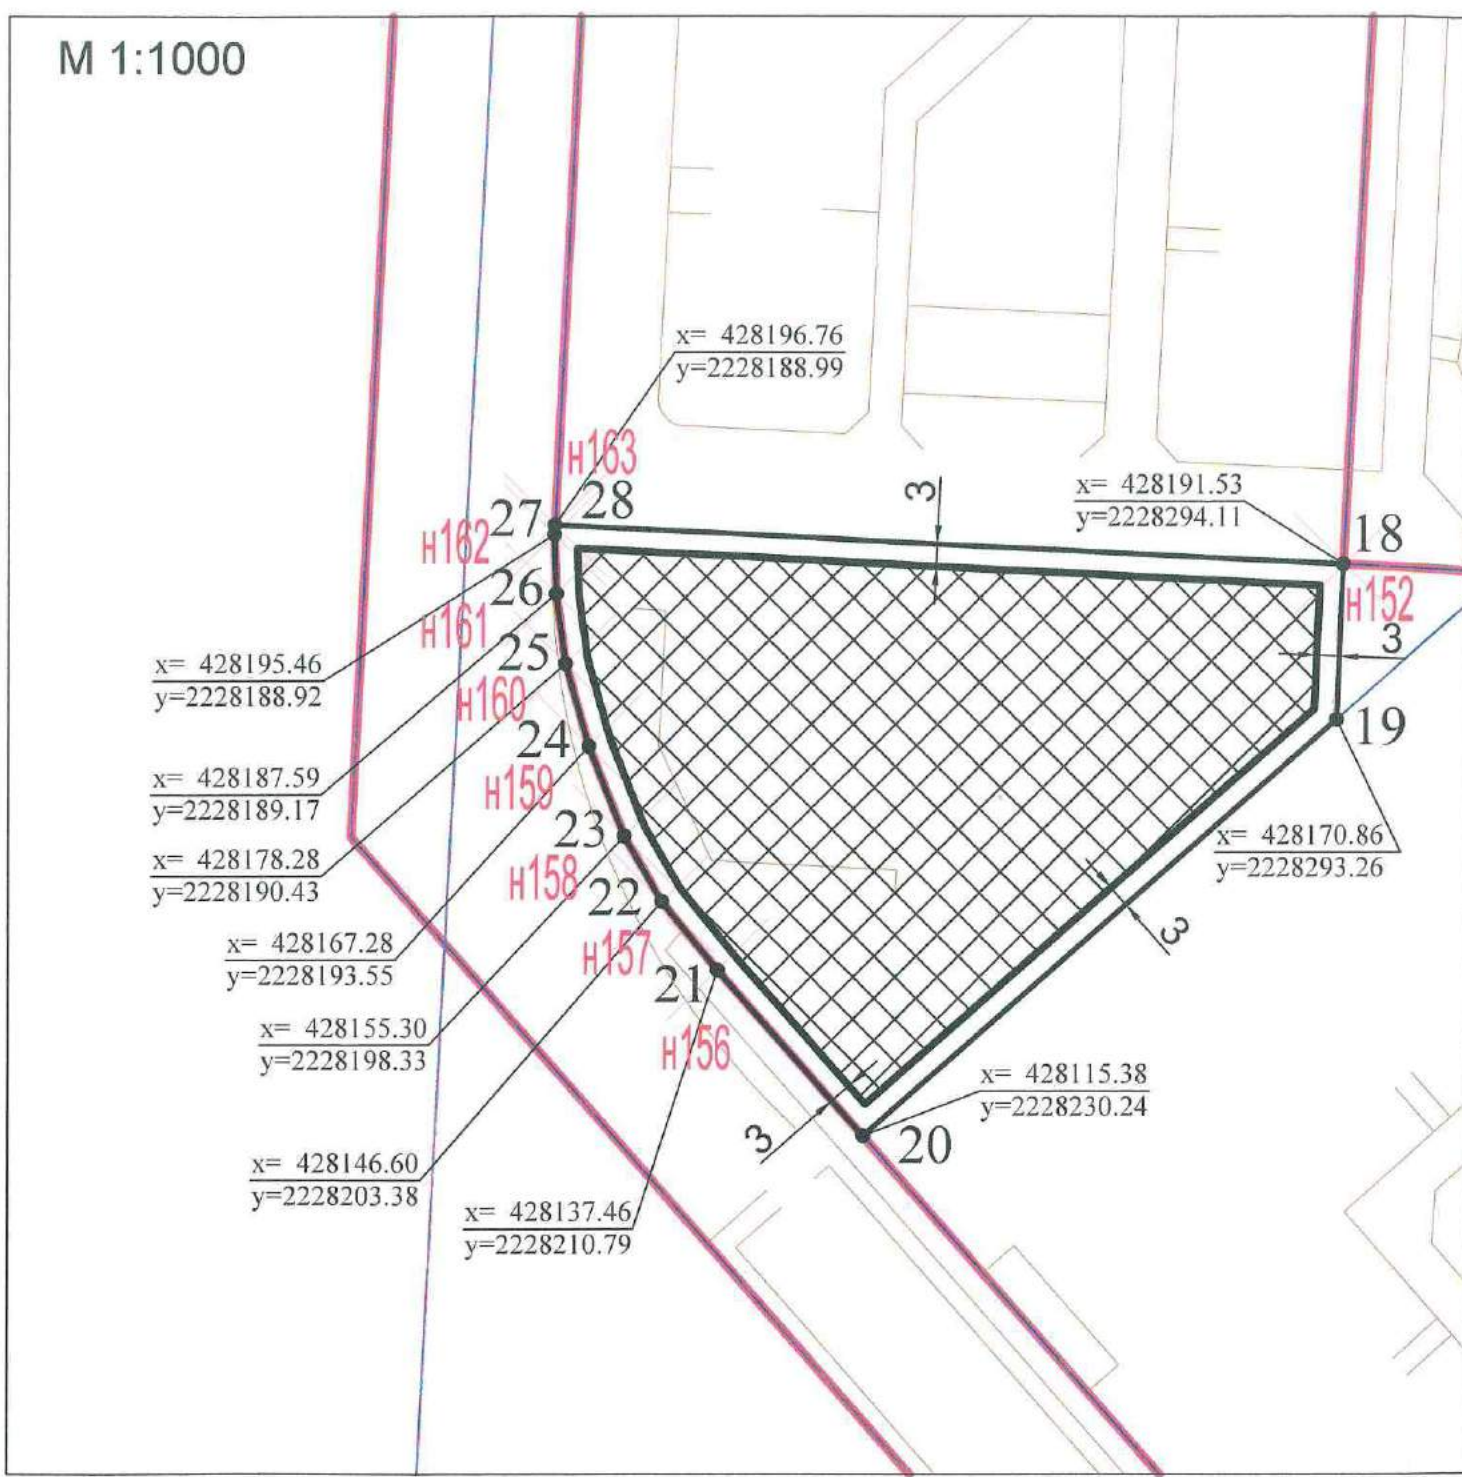 М 1:1000
x= 428196.76
y=2228188.99
н163
28
27
3
x= 428191.53
y=2228294.11
18
н162
26
н152
н161
25
3
x= 428195.46
y=2228188.92
н160
19
24
x= 428187.59
y=2228189.17
н159
23
x= 428170.86
y=2228293.26
x= 428178.28
y=2228190.43
н158
22
3
x= 428167.28
y=2228193.55
н157
21
x= 428155.30
y=2228198.33
н156
x= 428115.38
y=2228230.24
3
20
x= 428146.60
y=2228203.38
x= 428137.46
y=2228210.79